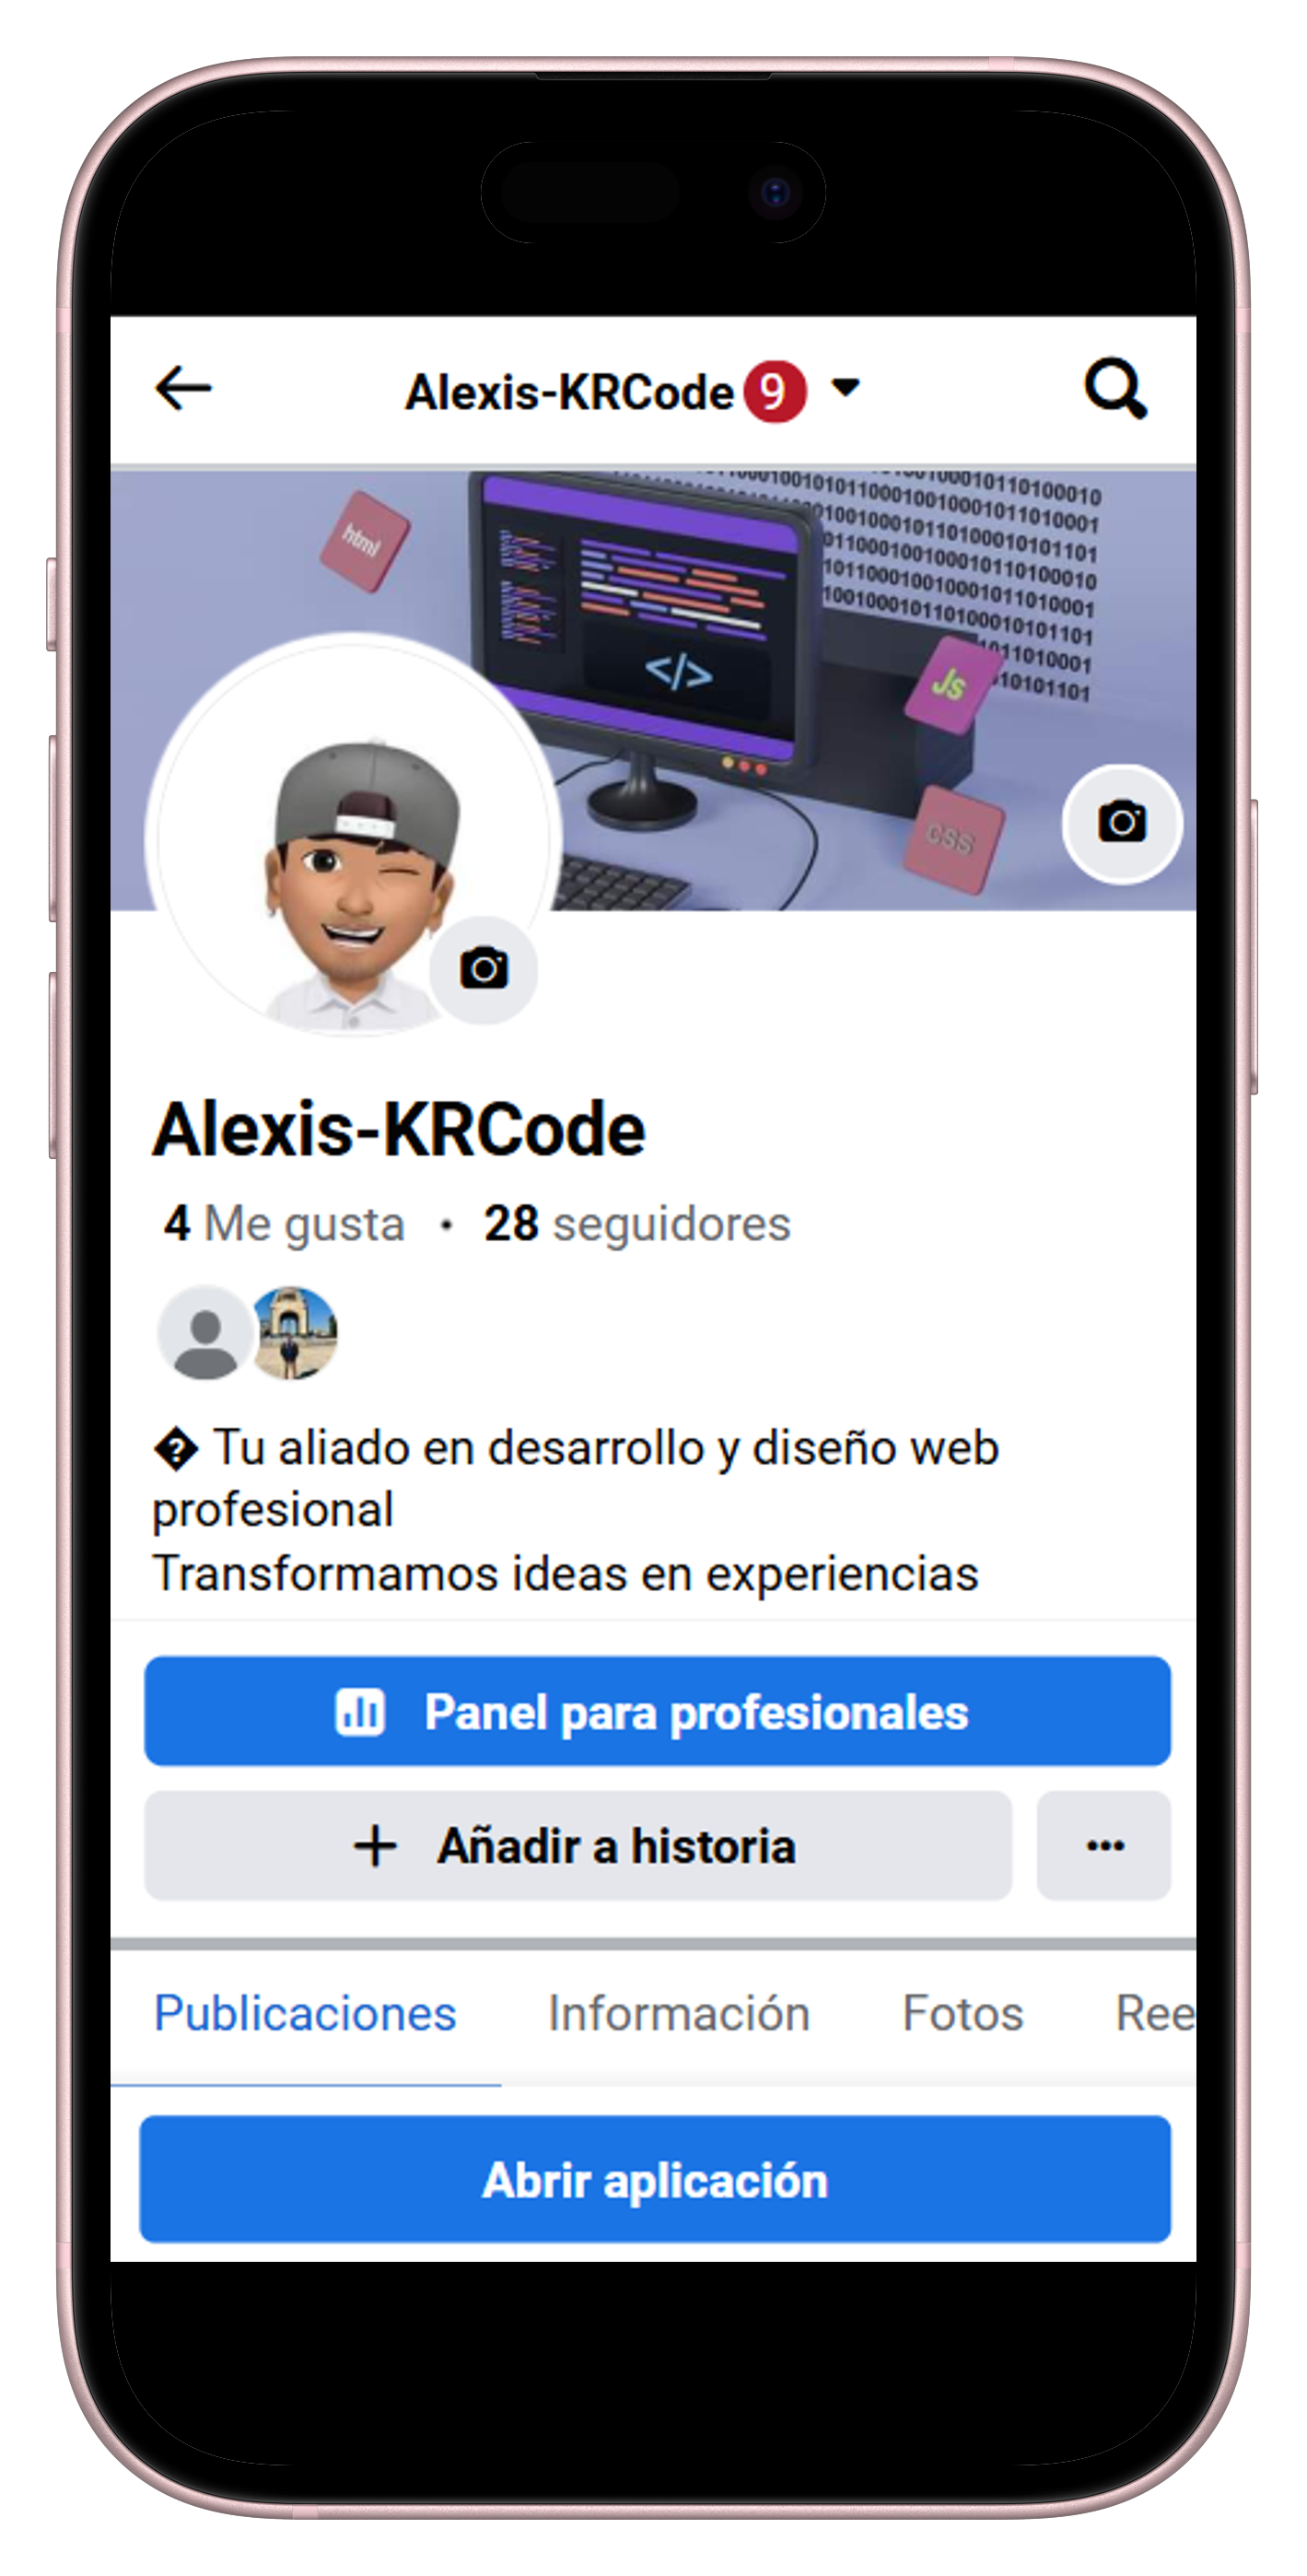 Alexis-KRCode 9
html
</>
Js
css
Alexis-KRCode
4 Me gusta · 28 seguidores
� Tu aliado en desarrollo y diseño web
profesional
Transformamos ideas en experiencias
Panel para profesionales
+ Añadir a historia
...
Publicaciones Información Fotos Ree
Abrir aplicación